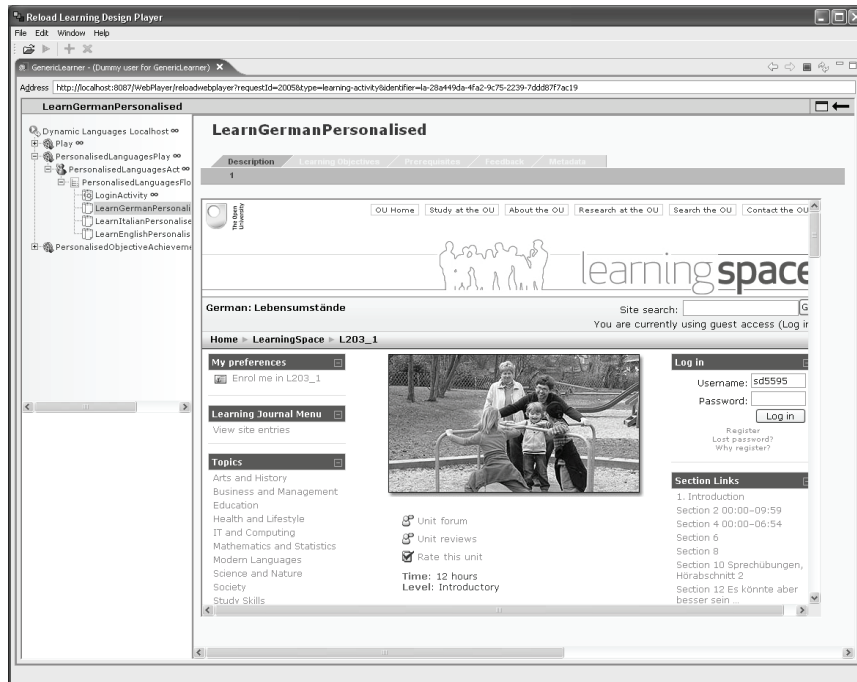 Reload Learning Design Player
File Edit Window Help
GenericLearner - (Dummy user for GenericLearner)
Address http://localhost:8087/WebPlayer/reloadwebplayer?requestId=2005&type=learning-activity&identifier=la-28a449da-4fa2-9c75-2239-7ddd87f7ac19
LearnGermanPersonalised
Dynamic Languages Localhost
Play
PersonalisedLanguagesPlay
PersonalisedLanguagesAct
PersonalisedLanguagesFlo
LoginActivity
LearnGermanPersonali
LearnItalianPersonalise
LearnEnglishPersonalis
PersonalisedObjectiveAchieveme
LearnGermanPersonalised
Description Learning Objectives Prerequisites Feedback Metadata
1
The Open
University
OU Home Study at the OU About the OU Research at the OU Search the OU Contact the OU
learningspace
German: Lebensumstände
Site search: G
You are currently using guest access (Log in
Home LearningSpace L203_1
My preferences
Enrol me in L203_1
Learning Journal Menu
View site entries
Topics
Arts and History
Business and Management
Education
Health and Lifestyle
IT and Computing
Mathematics and Statistics
Modern Languages
Science and Nature
Society
Study Skills
Unit forum
Unit reviews
Rate this unit
Time: 12 hours
Level: Introductory
Log in
Username: sd5595
Password:
Log in
Register
Lost password?
Why register?
Section Links
1. Introduction
Section 2 00:00–09:59
Section 4 00:00–06:54
Section 6
Section 8
Section 10 Sprechübungen,
Hörabschnitt 2
Section 12 Es könnte aber
besser sein ...